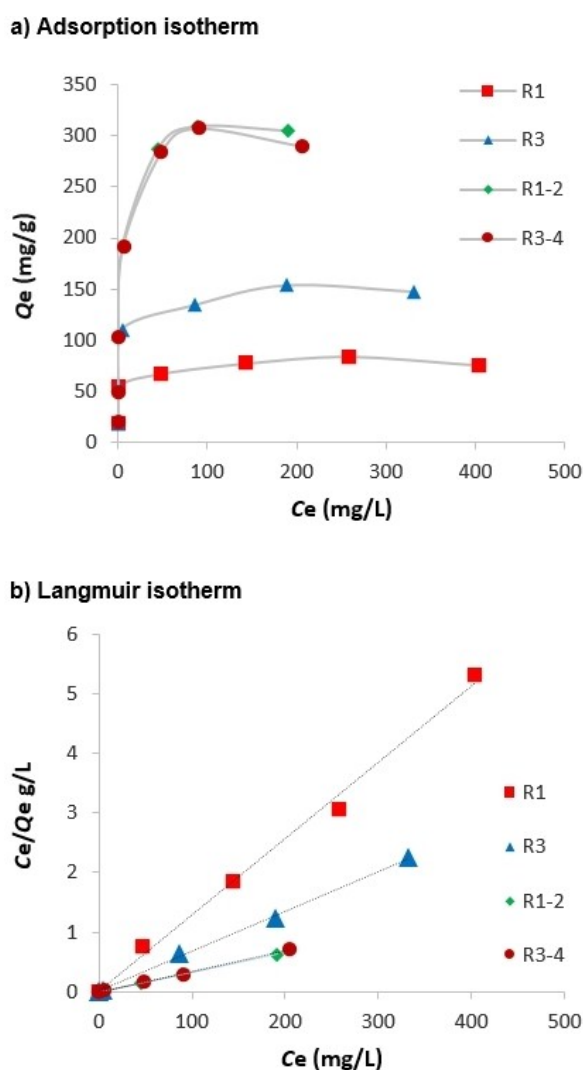 a) Adsorption isotherm
350
300
250
200
150
100
50
0
Qe (mg/g)
0 100 200 300 400 500
Ce (mg/L)
R1
R3
R1-2
R3-4
b) Langmuir isotherm
6
5
4
3
2
1
0
Ce/Qe g/L
0 100 200 300 400 500
Ce (mg/L)
R1
R3
R1-2
R3-4